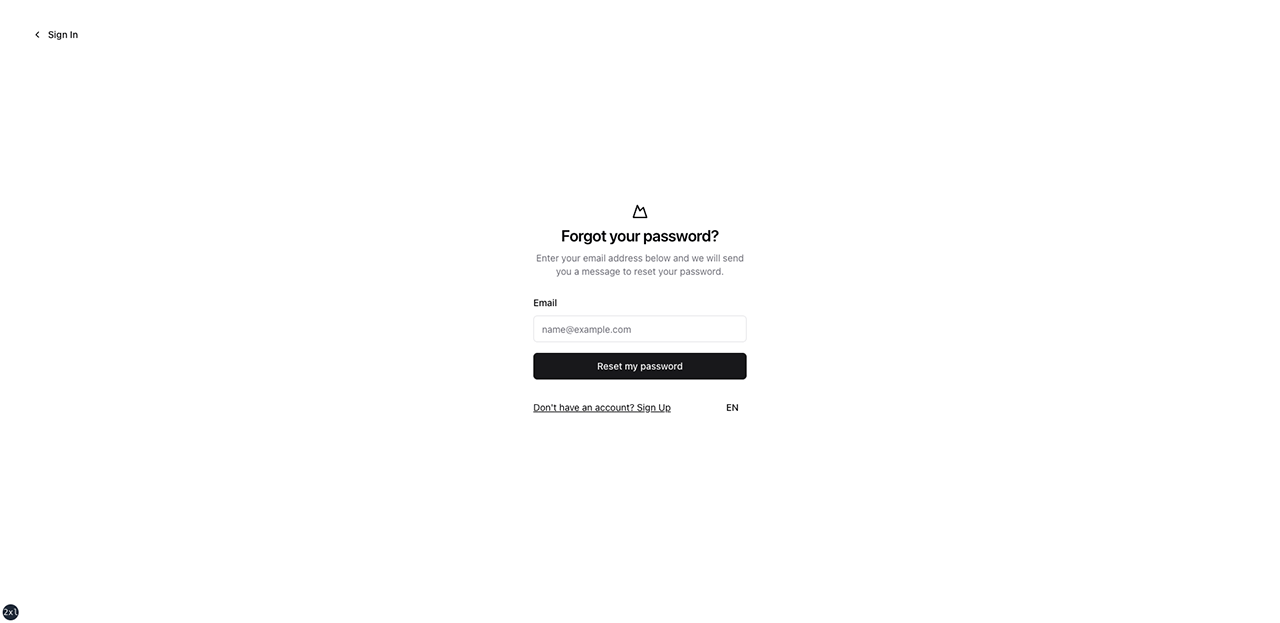 Sign In
Forgot your password?
Enter your email address below and we will send
you a message to reset your password.
Email
name@example.com
Reset my password
Don't have an account? Sign Up
EN
2xl